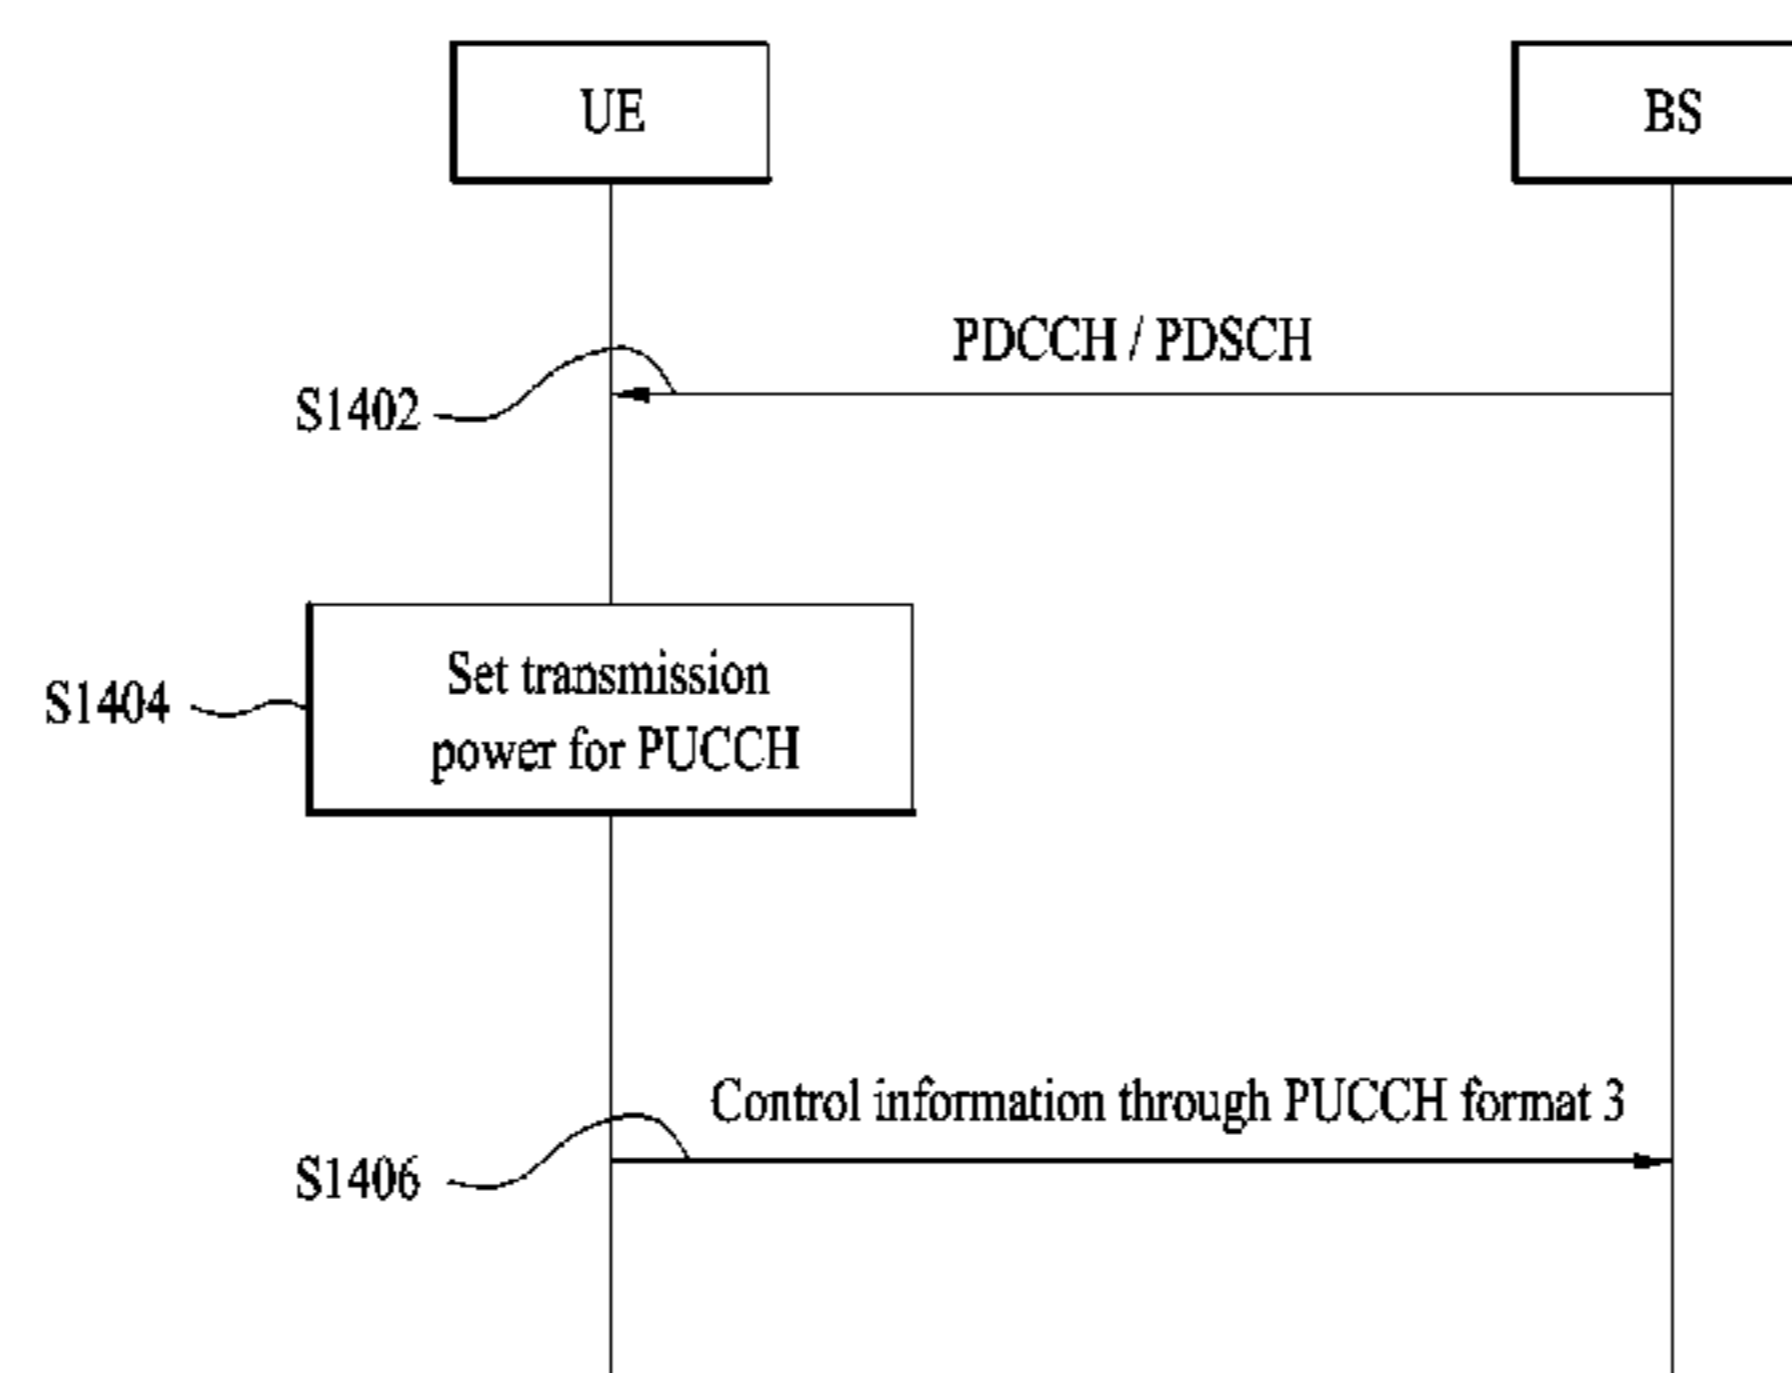 UE
BS
PDCCH / PDSCH
S1402
Set transmission
power for PUCCH
S1404
Control information through PUCCH format 3
S1406